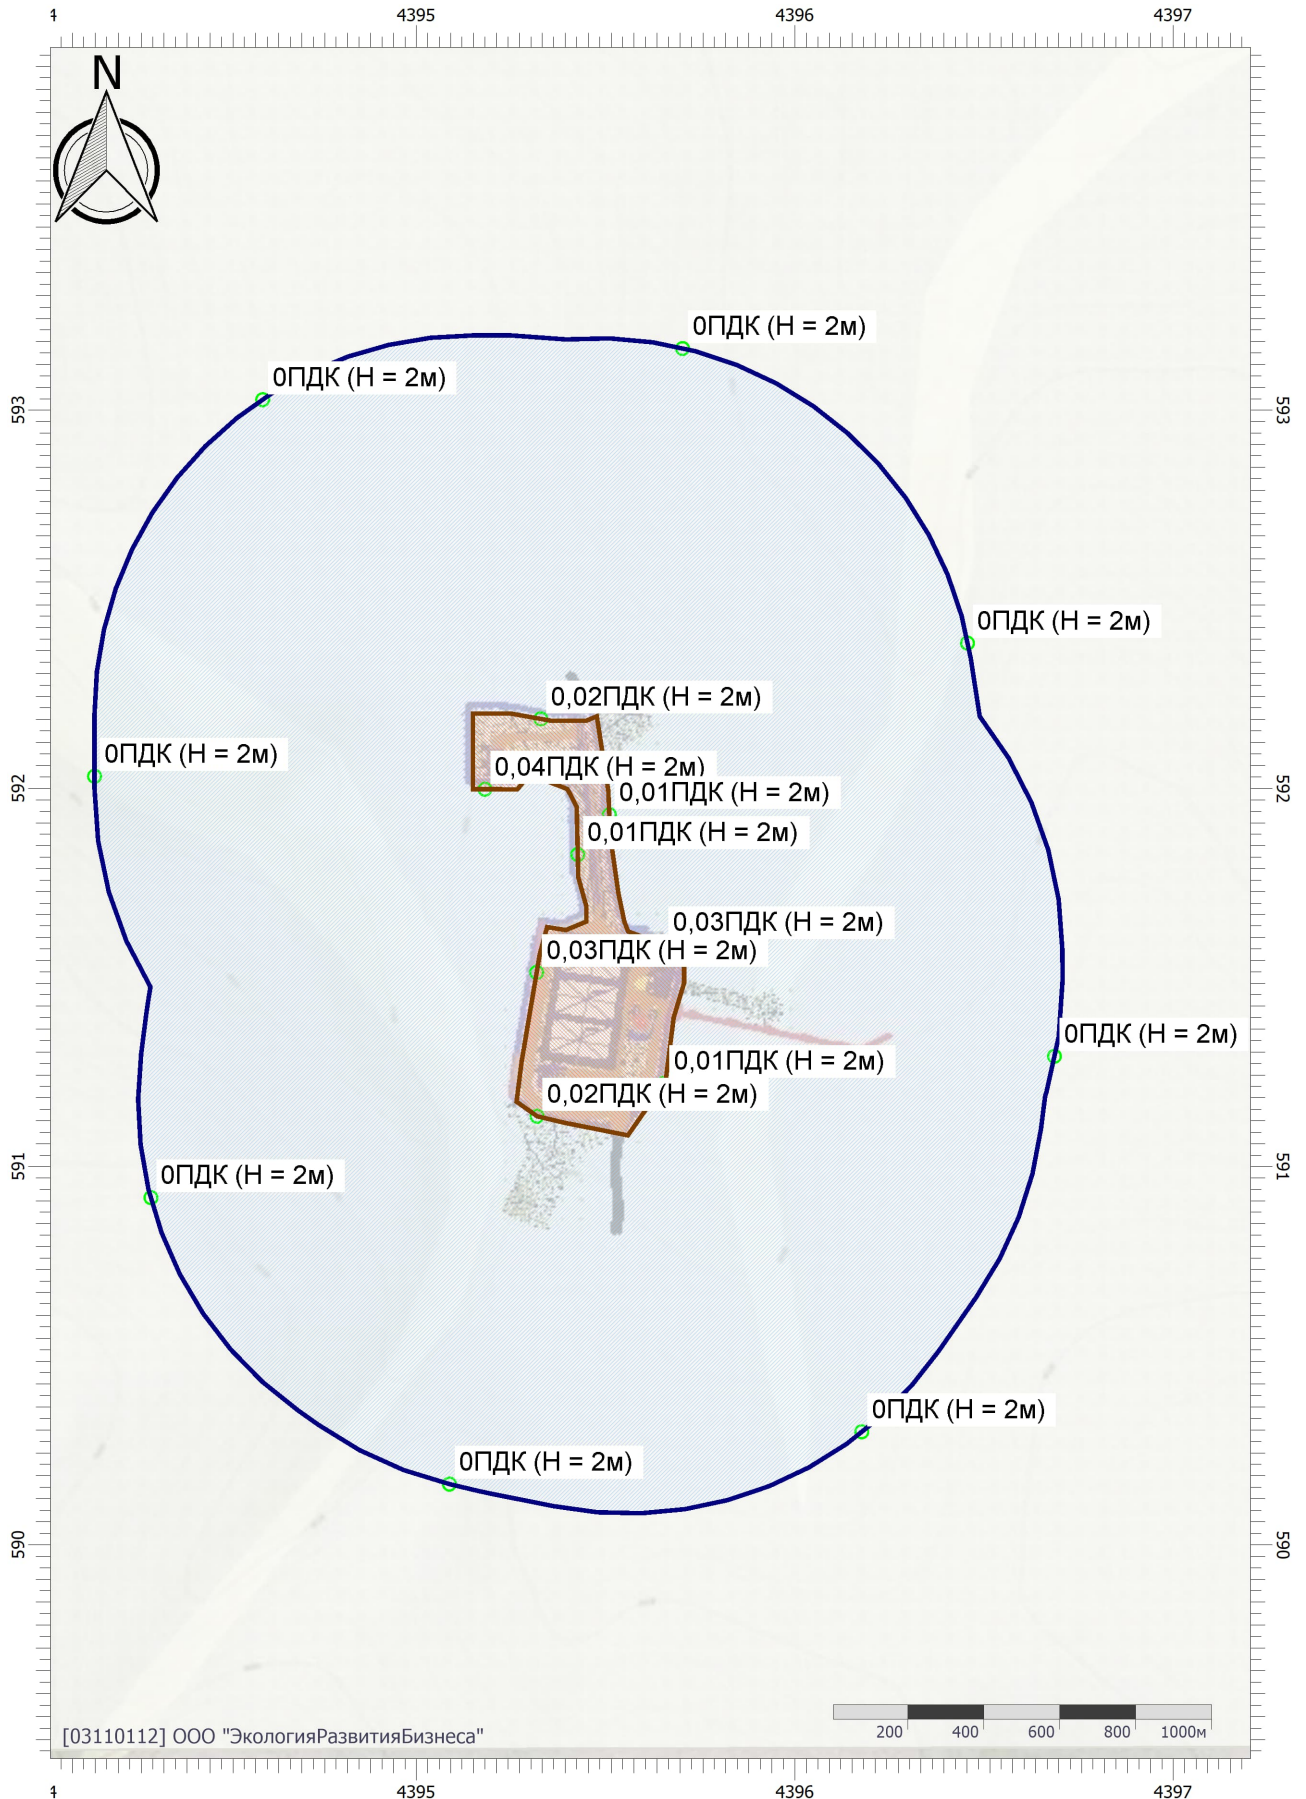 4
4395
4396
4397
N
0ПДК (Н = 2м)
0ПДК (Н = 2м)
593
593
0ПДК (Н = 2м)
0,02ПДК (Н = 2м)
0ПДК (Н = 2м)
0,04ПДК (Н = 2м)
592
592
0,01ПДК (Н = 2м)
0,01ПДК (Н = 2м)
0,03ПДК (Н = 2м)
0,03ПДК (Н = 2м)
0ПДК (Н = 2м)
0,01ПДК (Н = 2м)
0,02ПДК (Н = 2м)
591
591
0ПДК (Н = 2м)
0ПДК (Н = 2м)
0ПДК (Н = 2м)
590
590
[03110112] ООО "ЭкологияРазвитияБизнеса"
200 400 600 800 1000м
4
4395
4396
4397